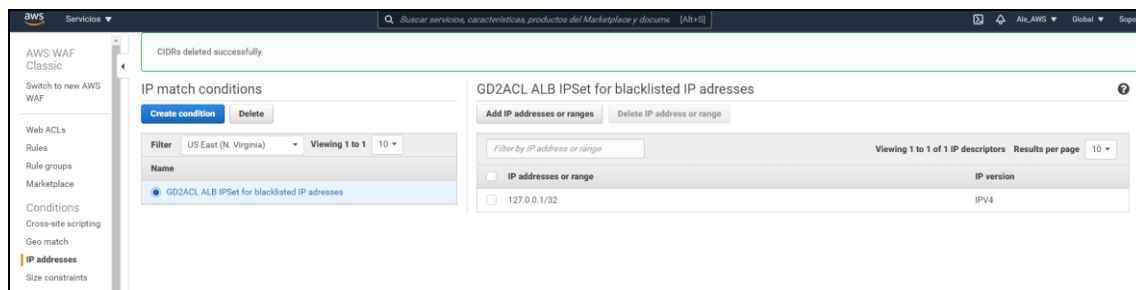 aws Servicios Buscar servicios, características, productos del Marketplace y docume [Alt+S] Ale_AWS Global Sopo
AWS WAF
Classic
Switch to new AWS
WAF
Web ACLs
Rules
Rule groups
Marketplace
Conditions
Cross-site scripting
Geo match
IP addresses
Size constraints
CIDRs deleted successfully.
IP match conditions
Create condition Delete
Filter US East (N. Virginia) Viewing 1 to 1 10
Name
GD2ACL ALB IPSet for blacklisted IP adresses
GD2ACL ALB IPSet for blacklisted IP adresses
Add IP addresses or ranges Delete IP address or range
Filter by IP address or range Viewing 1 to 1 of 1 IP descriptors Results per page 10
IP addresses or range IP version
127.0.0.1/32 IPV4